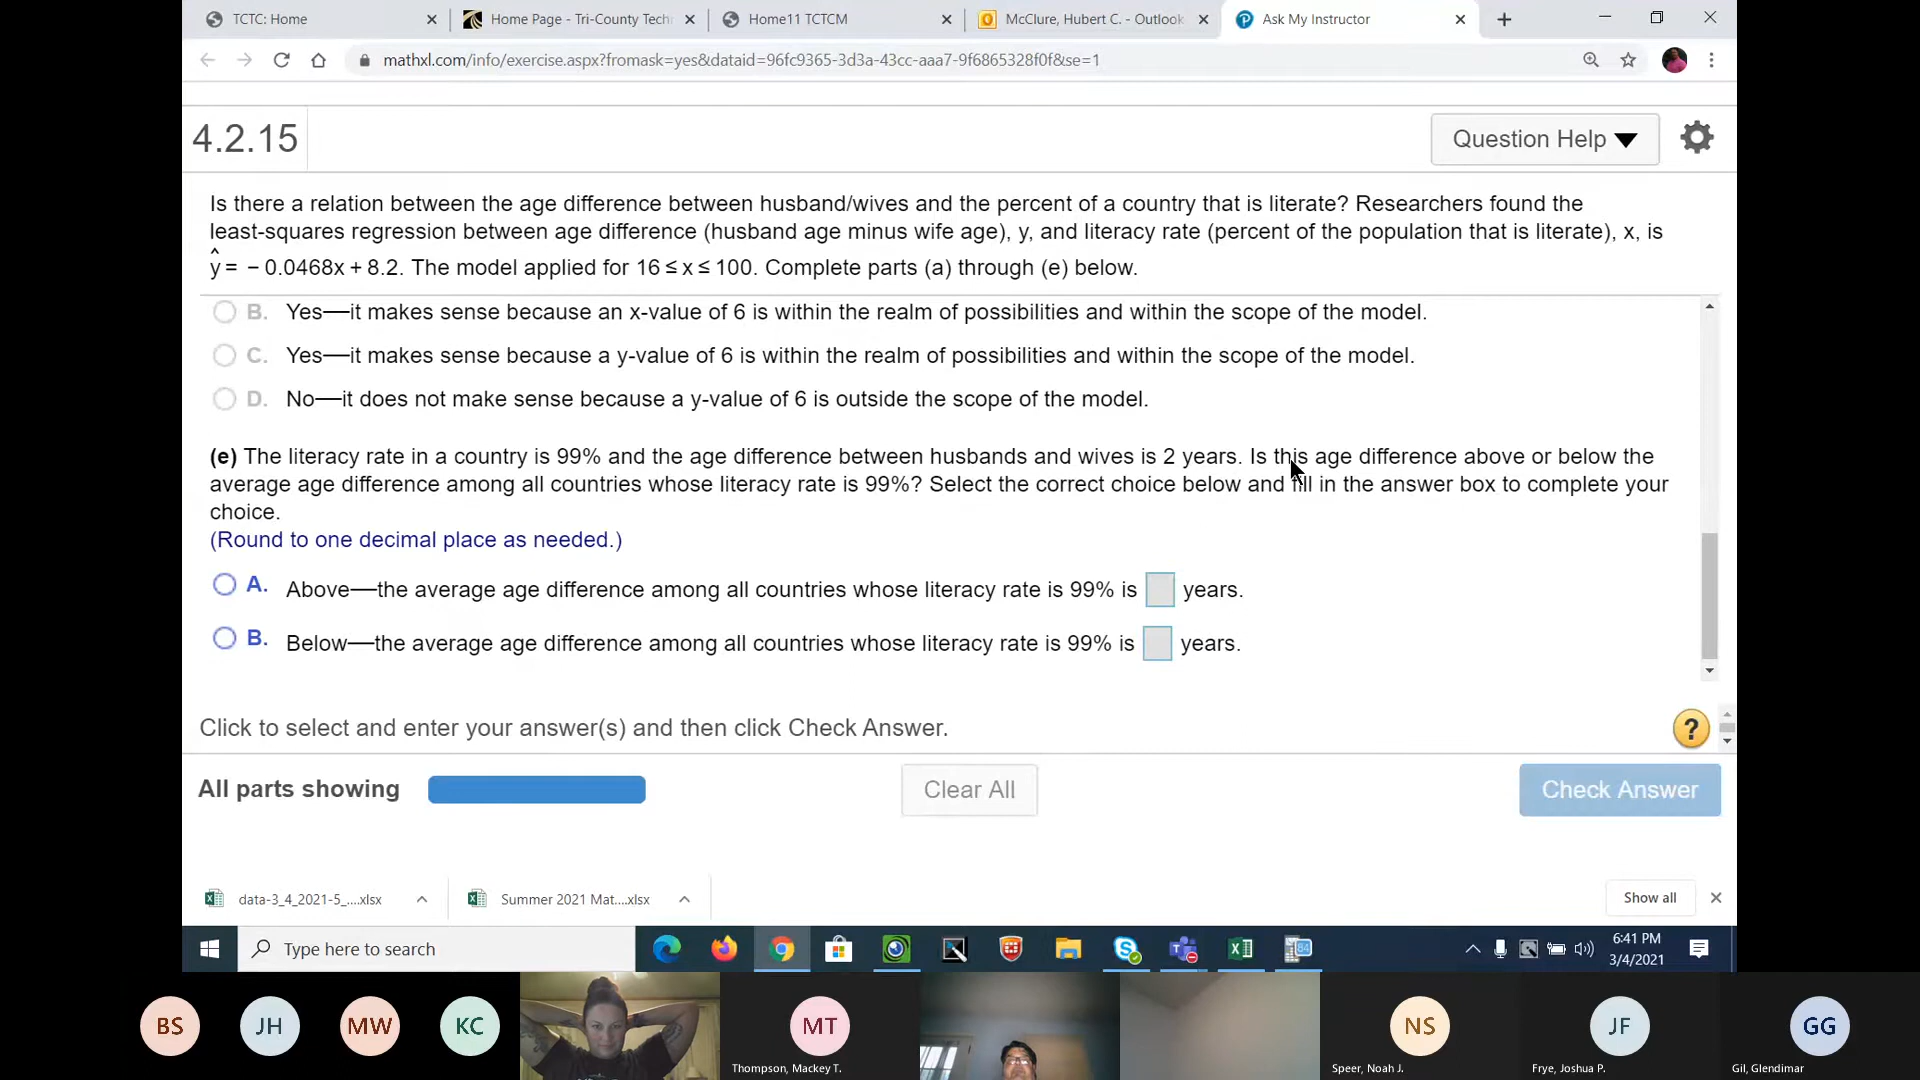 TCTC: Home
Home Page - Tri-County Tech
Home11 TCTCM
McClure, Hubert C. - Outlook
Ask My Instructor
mathxl.com/info/exercise.aspx?fromask=yes&dataid=96fc9365-3d3a-43cc-aaa7-9f6865328f0f&se=1
4.2.15
Question Help
Is there a relation between the age difference between husband/wives and the percent of a country that is literate? Researchers found the
least-squares regression between age difference (husband age minus wife age), y, and literacy rate (percent of the population that is literate), x, is
ŷ = − 0.0468x + 8.2. The model applied for 16 ≤ x ≤ 100. Complete parts (a) through (e) below.
B. Yes—it makes sense because an x-value of 6 is within the realm of possibilities and within the scope of the model.
C. Yes—it makes sense because a y-value of 6 is within the realm of possibilities and within the scope of the model.
D. No—it does not make sense because a y-value of 6 is outside the scope of the model.
(e) The literacy rate in a country is 99% and the age difference between husbands and wives is 2 years. Is this age difference above or below the
average age difference among all countries whose literacy rate is 99%? Select the correct choice below and fill in the answer box to complete your
choice.
(Round to one decimal place as needed.)
A. Above—the average age difference among all countries whose literacy rate is 99% is years.
B. Below—the average age difference among all countries whose literacy rate is 99% is years.
Click to select and enter your answer(s) and then click Check Answer.
?
All parts showing
Clear All
Check Answer
data-3_4_2021-5_....xlsx
Summer 2021 Mat....xlsx
Show all
Type here to search
84
6:41 PM
3/4/2021
BS
JH
MW
KC
MT
NS
JF
GG
Thompson, Mackey T.
Speer, Noah J.
Frye, Joshua P.
Gil, Glendimar